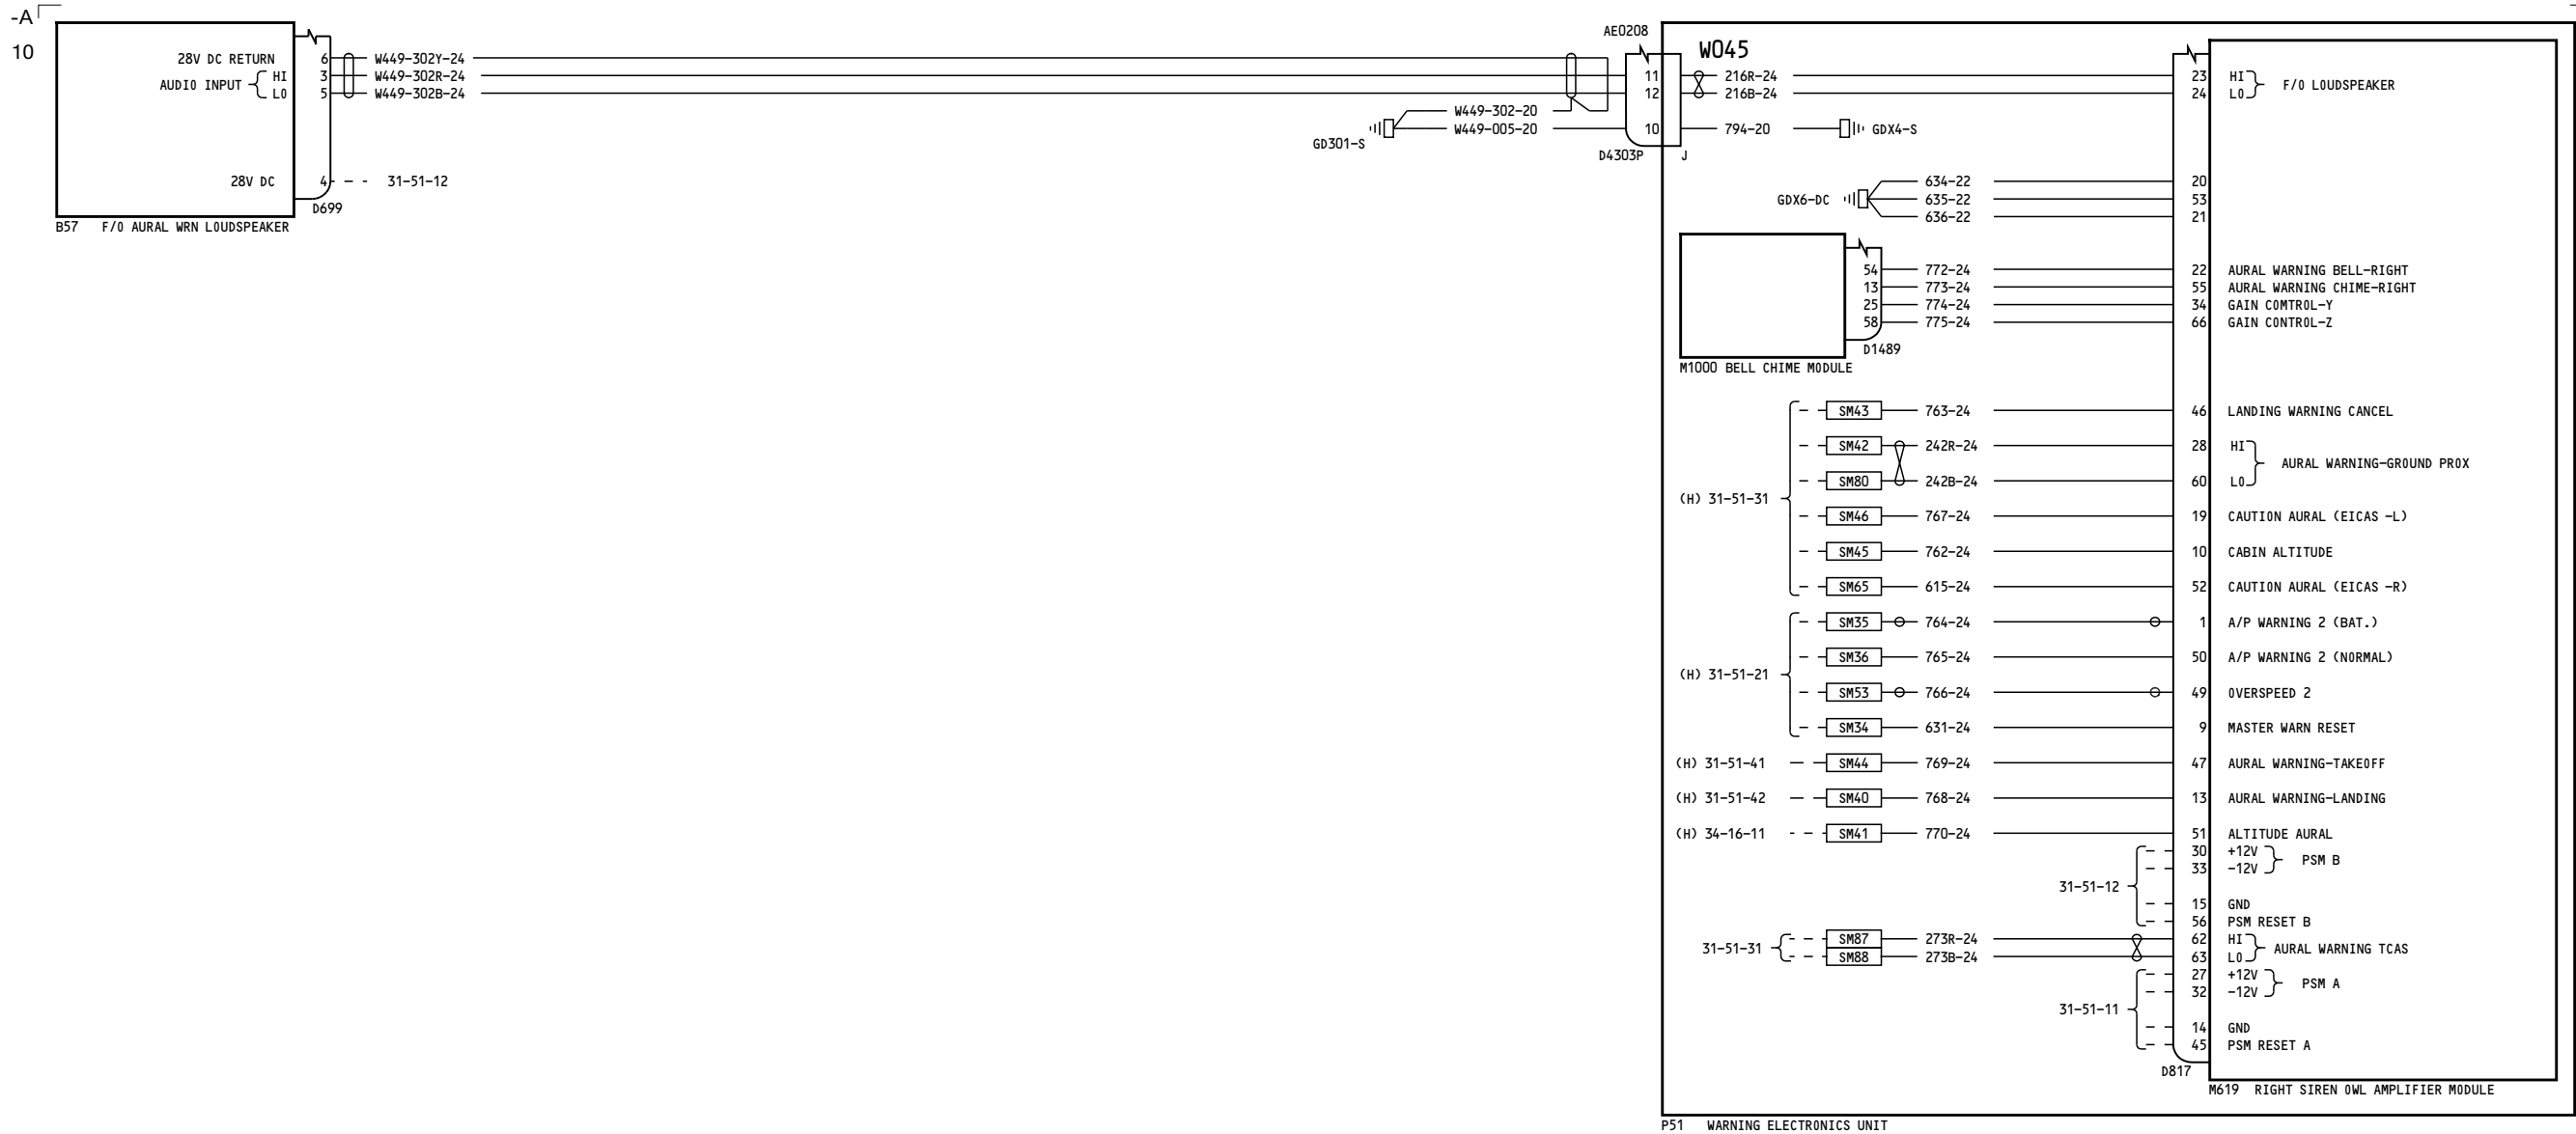 -A
10
28V DC RETURN 6 W449-302Y-24
AUDIO INPUT HI 3 W449-302R-24
LO 5 W449-302B-24
28V DC 4 31-51-12
D699
B57 F/O AURAL WRN LOUDSPEAKER
AE0208
W045
11 216R-24 23 HI
12 216B-24 24 LO
F/O LOUDSPEAKER
W449-302-20
W449-005-20 10 794-20 GDX4-S
GD301-S
D4303P J
634-22 20
GDX6-DC 635-22 53
636-22 21
54 772-24 22 AURAL WARNING BELL-RIGHT
13 773-24 55 AURAL WARNING CHIME-RIGHT
25 774-24 34 GAIN COMTROL-Y
58 775-24 66 GAIN CONTROL-Z
D1489
M1000 BELL CHIME MODULE
SM43 763-24 46 LANDING WARNING CANCEL
SM42 242R-24 28 HI
AURAL WARNING-GROUND PROX
SM80 242B-24 60 LO
(H) 31-51-31
SM46 767-24 19 CAUTION AURAL (EICAS -L)
SM45 762-24 10 CABIN ALTITUDE
SM65 615-24 52 CAUTION AURAL (EICAS -R)
SM35 764-24 1 A/P WARNING 2 (BAT.)
SM36 765-24 50 A/P WARNING 2 (NORMAL)
(H) 31-51-21
SM53 766-24 49 OVERSPEED 2
SM34 631-24 9 MASTER WARN RESET
(H) 31-51-41 SM44 769-24 47 AURAL WARNING-TAKEOFF
(H) 31-51-42 SM40 768-24 13 AURAL WARNING-LANDING
(H) 34-16-11 SM41 770-24 51 ALTITUDE AURAL
30 +12V
PSM B
33 -12V
31-51-12
15 GND
56 PSM RESET B
SM87 273R-24 62 HI
31-51-31 AURAL WARNING TCAS
SM88 273B-24 63 LO
27 +12V
PSM A
32 -12V
31-51-11
14 GND
45 PSM RESET A
D817
M619 RIGHT SIREN OWL AMPLIFIER MODULE
P51 WARNING ELECTRONICS UNIT